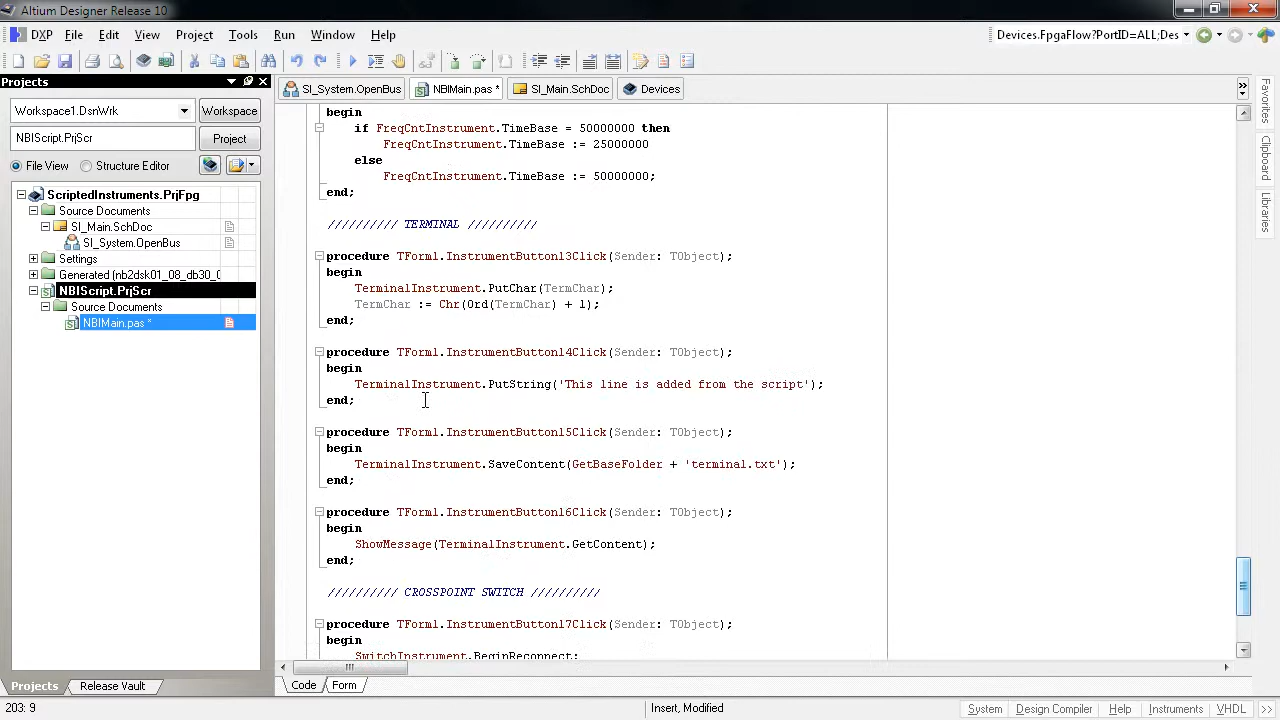 Altium Designer Release 10
DXP File Edit View Project Tools Run Window Help
Devices.FpgaFlow?PortID=ALL;Des
Projects
SI_System.OpenBus NBIMain.pas * SI_Main.SchDoc Devices
Workspace1.DsnWrk Workspace
NBIScript.PrjScr Project
File View Structure Editor
ScriptedInstruments.PrjFpg
Source Documents
SI_Main.SchDoc
SI_System.OpenBus
Settings
Generated (nb2dsk01_08_db30_0
NBIScript.PrjScr
Source Documents
NBIMain.pas *
begin
if FreqCntInstrument.TimeBase = 50000000 then
FreqCntInstrument.TimeBase := 25000000
else
FreqCntInstrument.TimeBase := 50000000;
end;
////////// TERMINAL //////////
procedure TForm1.InstrumentButton13Click(Sender: TObject);
begin
TerminalInstrument.PutChar(TermChar);
TermChar := Chr(Ord(TermChar) + 1);
end;
procedure TForm1.InstrumentButton14Click(Sender: TObject);
begin
TerminalInstrument.PutString('This line is added from the script');
end;
procedure TForm1.InstrumentButton15Click(Sender: TObject);
begin
TerminalInstrument.SaveContent(GetBaseFolder + 'terminal.txt');
end;
procedure TForm1.InstrumentButton16Click(Sender: TObject);
begin
ShowMessage(TerminalInstrument.GetContent);
end;
////////// CROSSPOINT SWITCH //////////
procedure TForm1.InstrumentButton17Click(Sender: TObject);
begin
SwitchInstrument.BeginReconnect;
Favorites
Clipboard
Libraries
Projects Release Vault
Code Form
203: 9 Insert, Modified
System Design Compiler Help Instruments VHDL >>